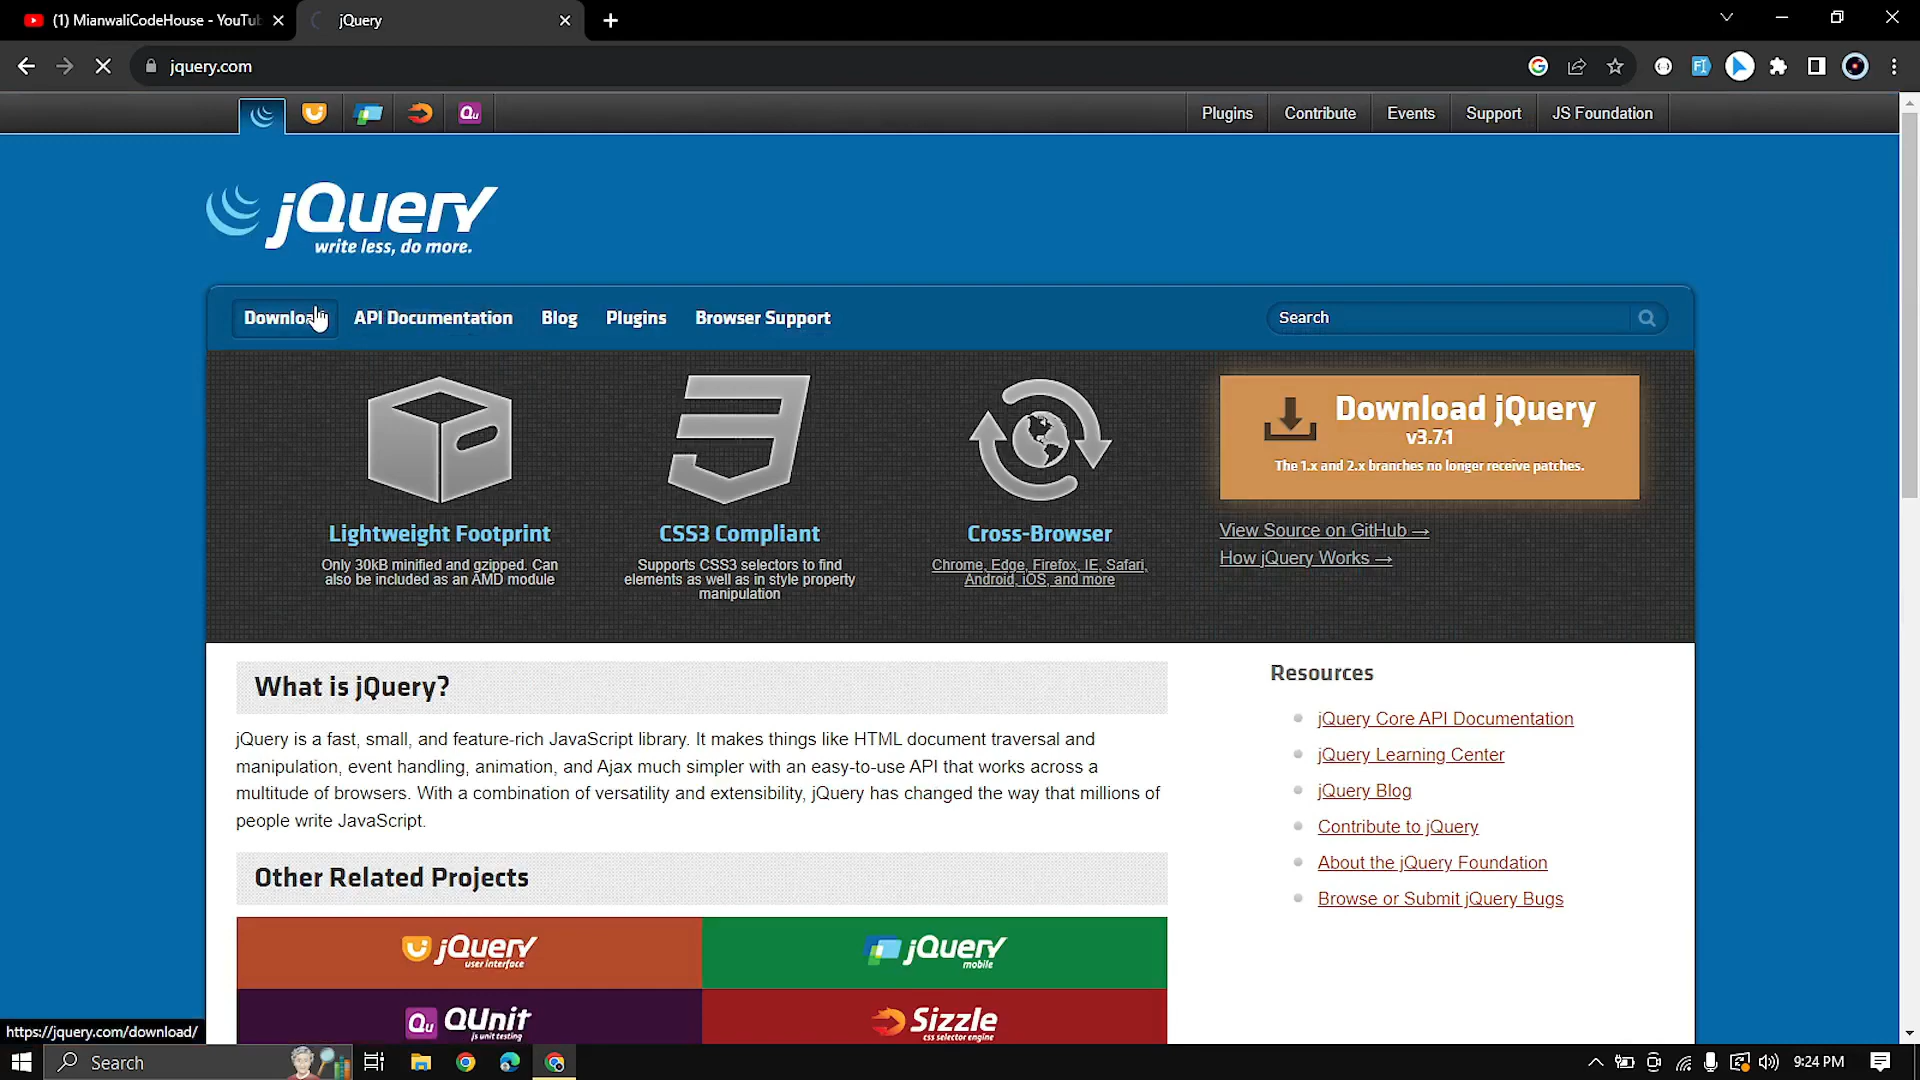 (1) MianwaliCodeHouse - YouTub
jQuery
jquery.com
Plugins
Contribute
Events
Support
JS Foundation
jQuery
write less, do more.
Download
API Documentation
Blog
Plugins
Browser Support
Search
Download jQuery
v3.7.1
The 1.x and 2.x branches no longer receive patches.
Lightweight Footprint
Only 30kB minified and gzipped. Can
also be included as an AMD module
CSS3 Compliant
Supports CSS3 selectors to find
elements as well as in style property
manipulation
Cross-Browser
Chrome, Edge, Firefox, IE, Safari,
Android, iOS, and more
View Source on GitHub →
How jQuery Works →
What is jQuery?
jQuery is a fast, small, and feature-rich JavaScript library. It makes things like HTML document traversal and
manipulation, event handling, animation, and Ajax much simpler with an easy-to-use API that works across a
multitude of browsers. With a combination of versatility and extensibility, jQuery has changed the way that millions of
people write JavaScript.
Resources
jQuery Core API Documentation
jQuery Learning Center
jQuery Blog
Contribute to jQuery
About the jQuery Foundation
Browse or Submit jQuery Bugs
Other Related Projects
jQuery
user interface
jQuery
mobile
Qu QUnit
js unit testing
Sizzle
css selector engine
https://jquery.com/download/
Search
9:24 PM